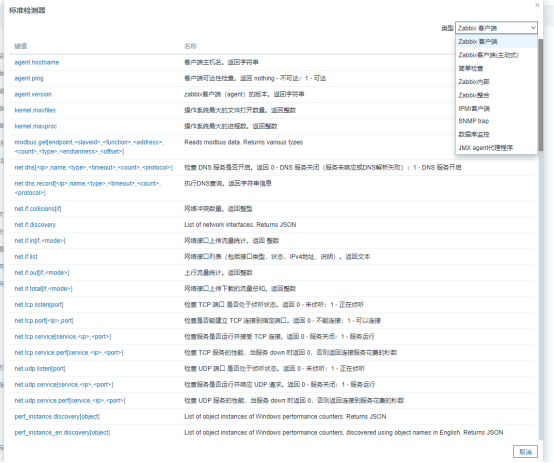 标准检测器
类型 Zabbix 客户端
Zabbix 客户端
Zabbix客户端(主动式)
简单检查
Zabbix内部
Zabbix整合
IPMI客户端
SNMP trap
数据库监控
JMX agent代理程序
键值 名称
agent.hostname 客户端主机名。返回字符串
agent.ping 客户端可达性检查。返回 nothing - 不可达；1 - 可达
agent.version zabbix客户端（agent）的版本。返回字符串
kernel.maxfiles 操作系统最大的文件打开数量。返回整数
kernel.maxproc 操作系统最大的进程数。返回整数
modbus.get[endpoint,<slaveid>,<function>,<address>, Reads modbus data. Returns various types
<count>,<type>,<endianness>,<offset>]
net.dns[<ip>,name,<type>,<timeout>,<count>,<protocol>] 检查 DNS 服务是否开启。返回 0 - DNS 服务关闭（服务未响应或DNS解析失败）；1 - DNS 服务开启
net.dns.record[<ip>,name,<type>,<timeout>,<count>, 执行DNS查询。返回字符串信息
<protocol>]
net.if.collisions[if] 网络冲突数量。返回整型
net.if.discovery List of network interfaces. Returns JSON
net.if.in[if,<mode>] 网络接口上传流量统计。返回 整数
net.if.list 网络接口列表（包括接口类型，状态，IPv4地址，说明）。返回文本
net.if.out[if,<mode>] 上行流量统计。返回整数
net.if.total[if,<mode>] 网络接口上传下载的流量总和。返回整数
net.tcp.listen[port] 检查 TCP 端口 是否处于侦听状态。返回 0 - 未侦听；1 - 正在侦听
net.tcp.port[<ip>,port] 检查是否能建立 TCP 连接到指定端口。返回 0 - 不能连接；1 - 可以连接
net.tcp.service[service,<ip>,<port>] 检查服务是否运行并接受 TCP 连接。返回 0 - 服务关闭；1 - 服务运行
net.tcp.service.perf[service,<ip>,<port>] 检查 TCP 服务的性能，当服务 down 时返回 0，否则返回连接服务花费的秒数
net.udp.listen[port] 检查 UDP 端口 是否处于侦听状态。返回 0 - 未侦听；1 - 正在侦听
net.udp.service[service,<ip>,<port>] 检查服务是否运行并响应 UDP 请求。返回 0 - 服务关闭；1 - 服务运行
net.udp.service.perf[service,<ip>,<port>] 检查 UDP 服务的性能，当服务 down 时返回 0，否则返回连接到服务花费的秒数
perf_instance.discovery[object] List of object instances of Windows performance counters. Returns JSON
perf_instance_en.discovery[object] List of object instances of Windows performance counters, discovered using object names in English. Returns JSON
取消